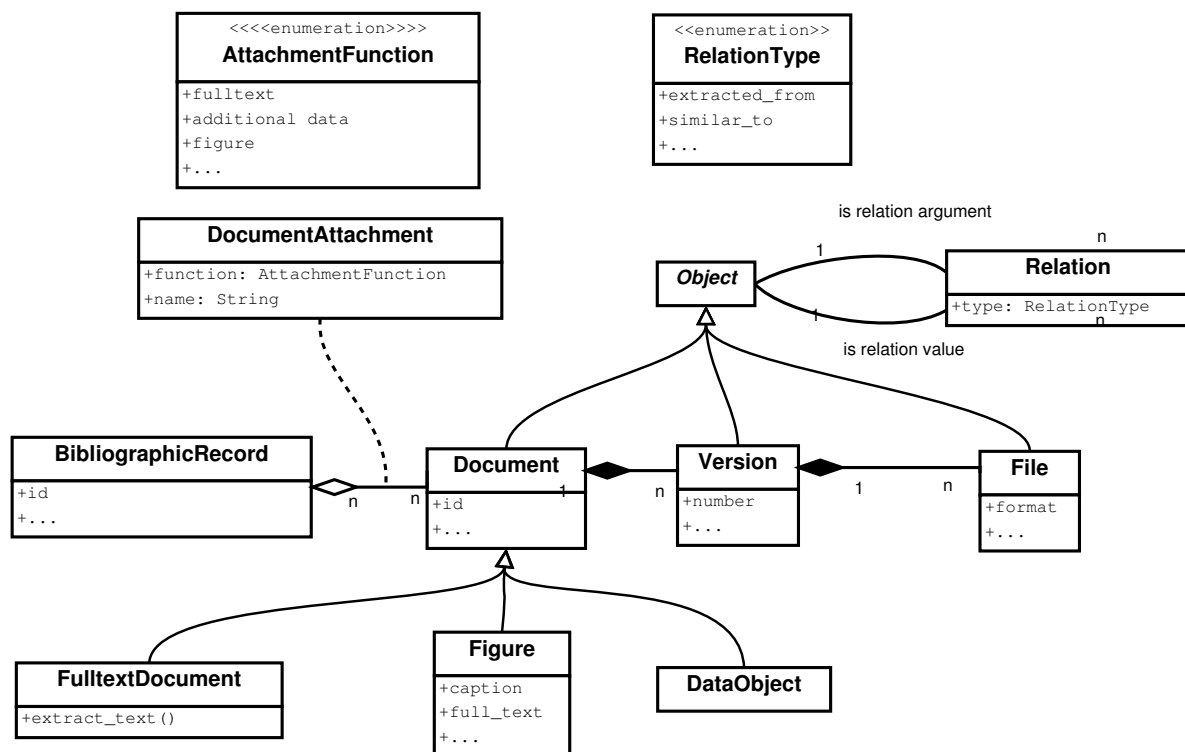 <<<<enumeration>>>>
AttachmentFunction
+fulltext
+additional data
+figure
+...
<<enumeration>>
RelationType
+extracted_from
+similar_to
+...
DocumentAttachment
+function: AttachmentFunction
+name: String
is relation argument
1
n
Object
Relation
+type: RelationType
1
n
is relation value
BibliographicRecord
+id
+...
n
n
Document
+id
+...
1
n
Version
+number
+...
1
n
File
+format
+...
FulltextDocument
+extract_text()
Figure
+caption
+full_text
+...
DataObject